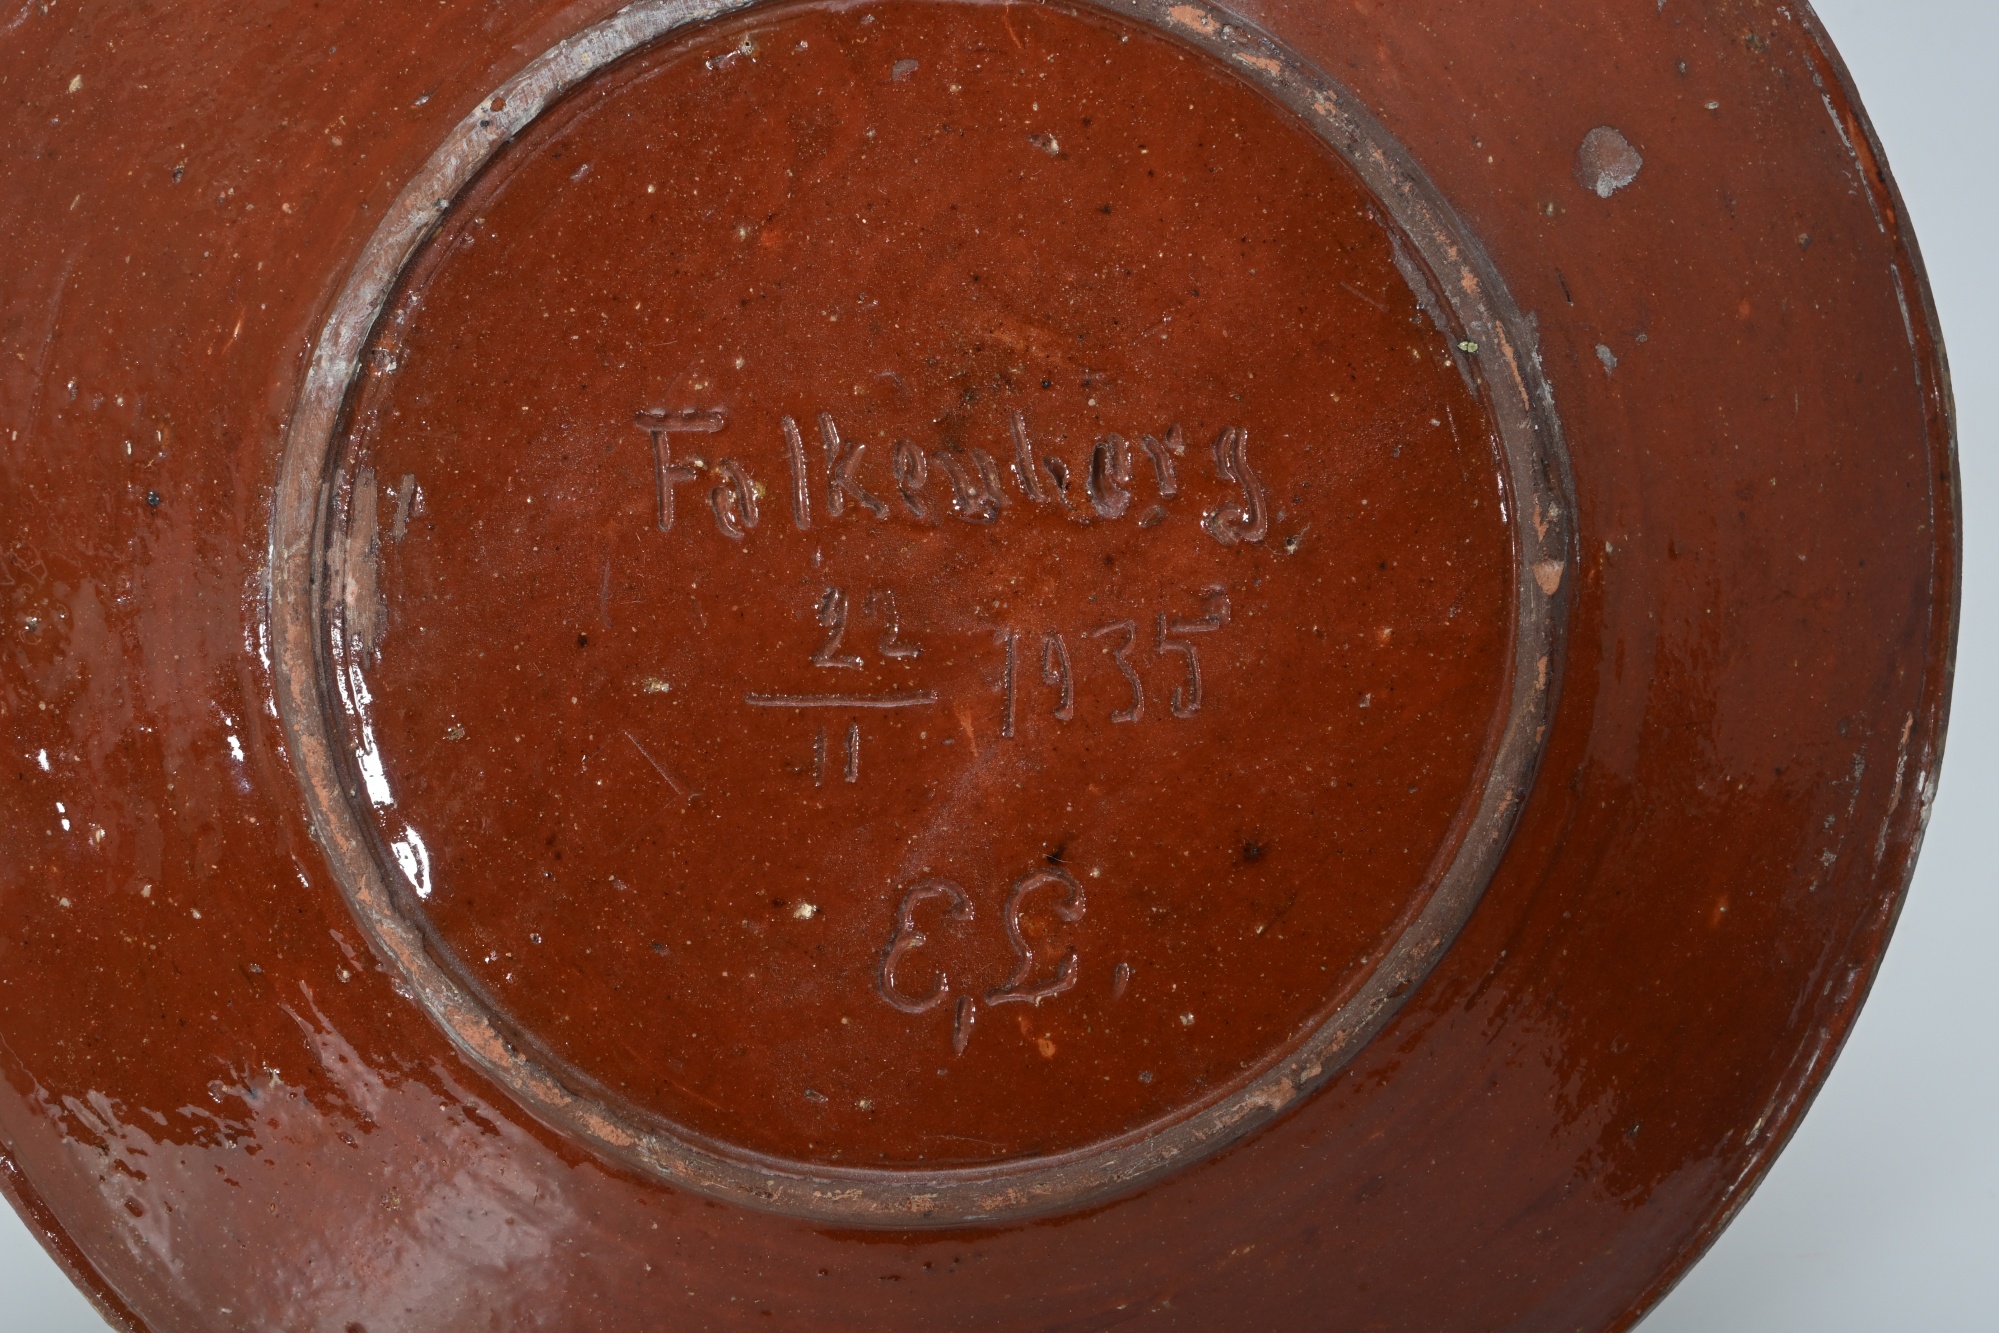 Falkenberg
22
11 1935
E, L,